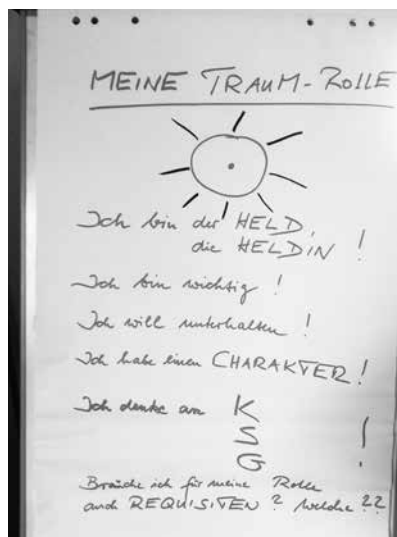 MEINE TRAUM-ROLLE
Ich bin der HELD,
die HELDIN !
Ich bin wichtig !
Ich will unterhalten !
Ich habe einen CHARAKTER !
Ich denke an K
S !
G
Brauche ich für meine Rolle
auch REQUISITEN ? Welche ??